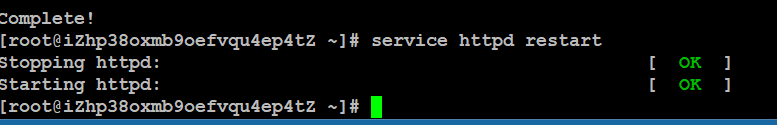 Complete!
[root@iZhp38oxmb9oefvqu4ep4tZ ~]# service httpd restart
Stopping httpd: [ OK ]
Starting httpd: [ OK ]
[root@iZhp38oxmb9oefvqu4ep4tZ ~]#